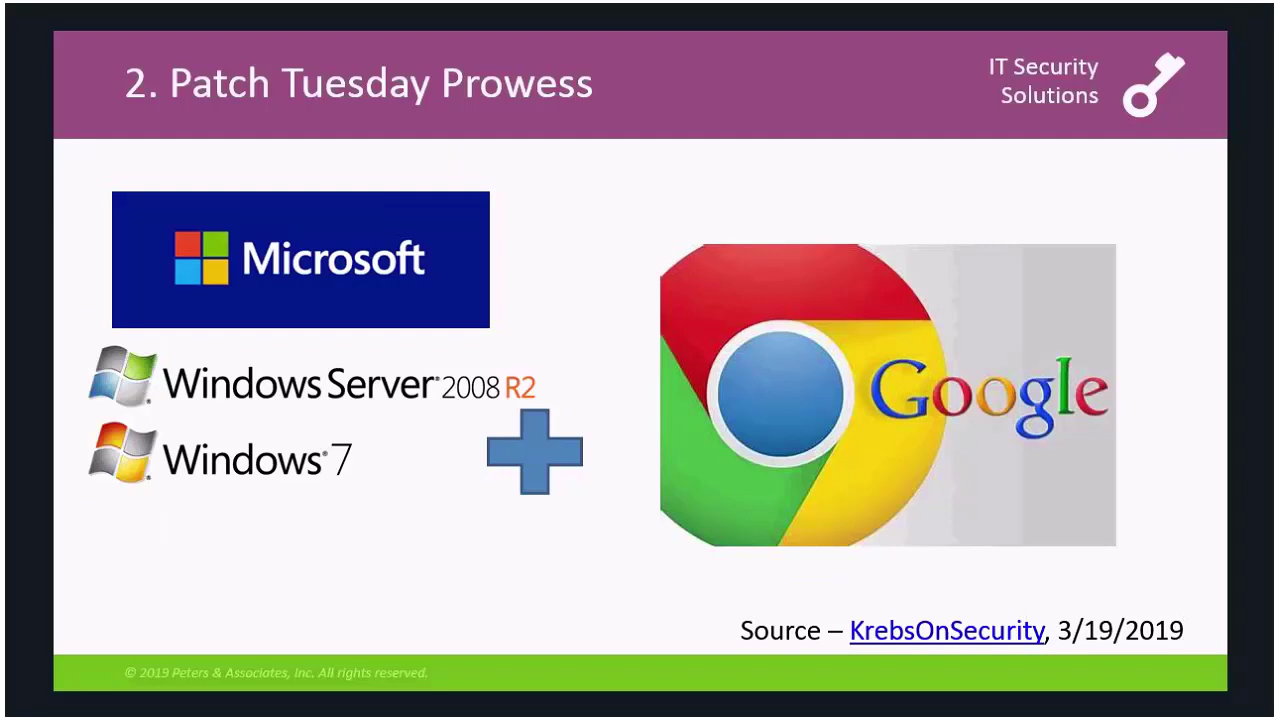 2. Patch Tuesday Prowess
IT Security
Solutions
Microsoft
Windows Server® 2008 R2
Windows® 7
Google
Source – KrebsOnSecurity, 3/19/2019
© 2019 Peters & Associates, Inc. All rights reserved.